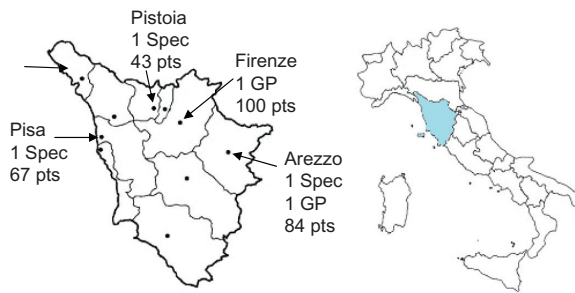 Pistoia
1 Spec
43 pts
Firenze
1 GP
100 pts
Pisa
1 Spec
67 pts
Arezzo
1 Spec
1 GP
84 pts